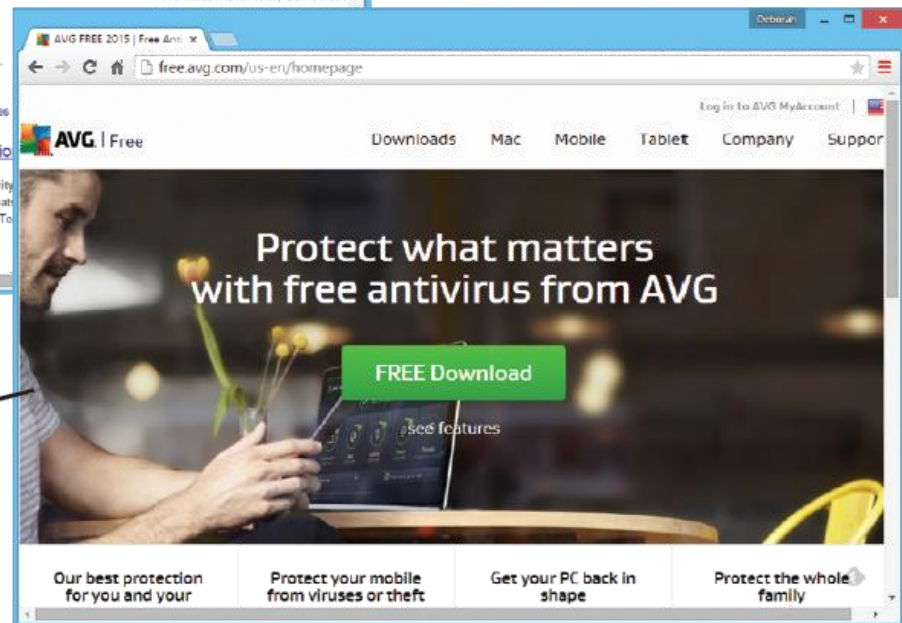 Deborah
AVG FREE 2015 | Free Anti
free.avg.com/us-en/homepage
Log in to AVG MyAccount |
AVG. | Free
Downloads Mac Mobile Tablet Company Suppor
Protect what matters
with free antivirus from AVG
FREE Download
see features
Our best protection
for you and your
Protect your mobile
from viruses or theft
Get your PC back in
shape
Protect the whole
family